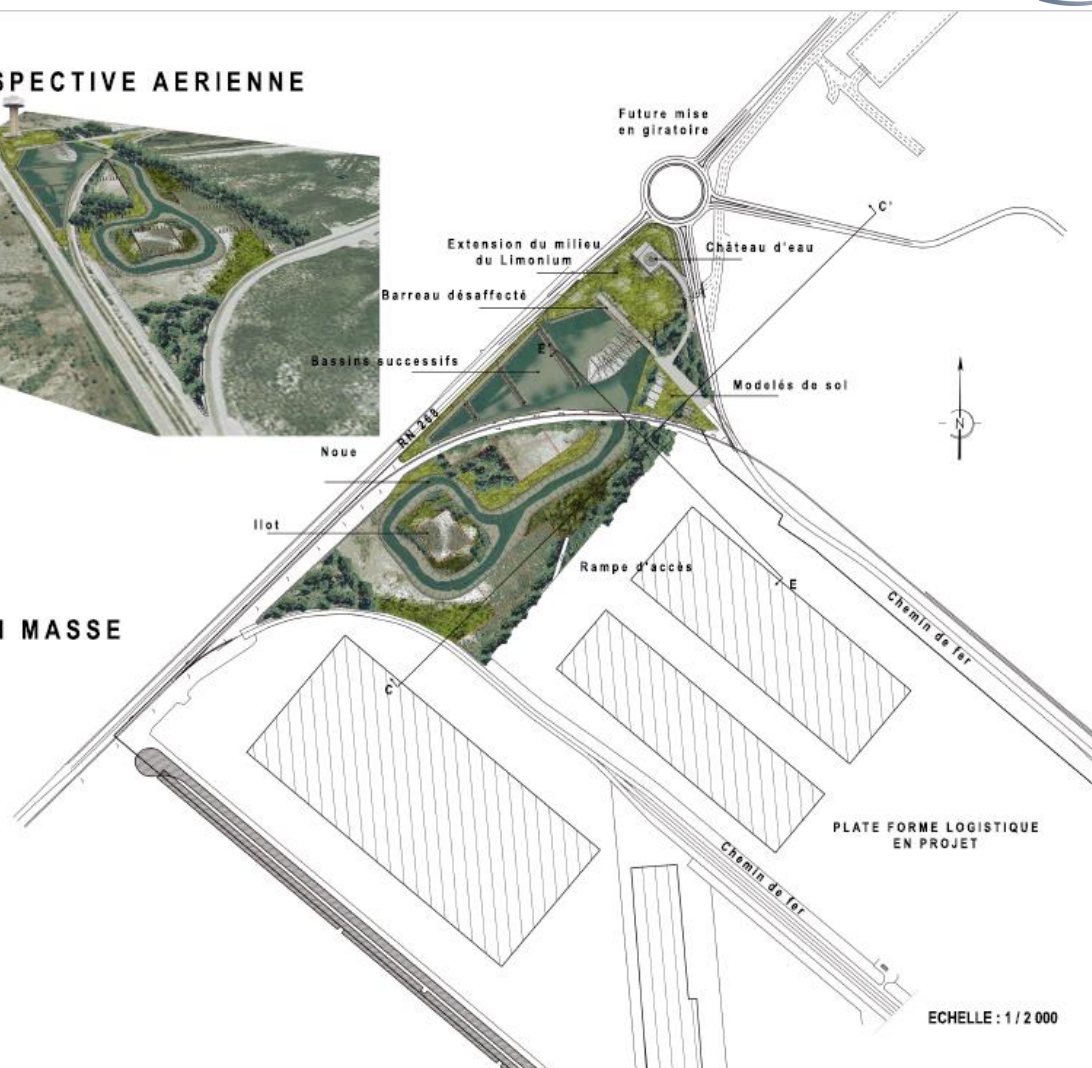 SPECTIVE AERIENNE
Future mise
en giratoire
C'
Extension du milieu
du Limonium
Château d'eau
Barreau désaffecté
E'
Bassins successifs
Modelés de sol
RN 268
N
Noue
Ilot
Rampe d'accès
E
Chemin de fer
MASSE
C
PLATE FORME LOGISTIQUE
EN PROJET
Chemin de fer
ECHELLE : 1 / 2 000